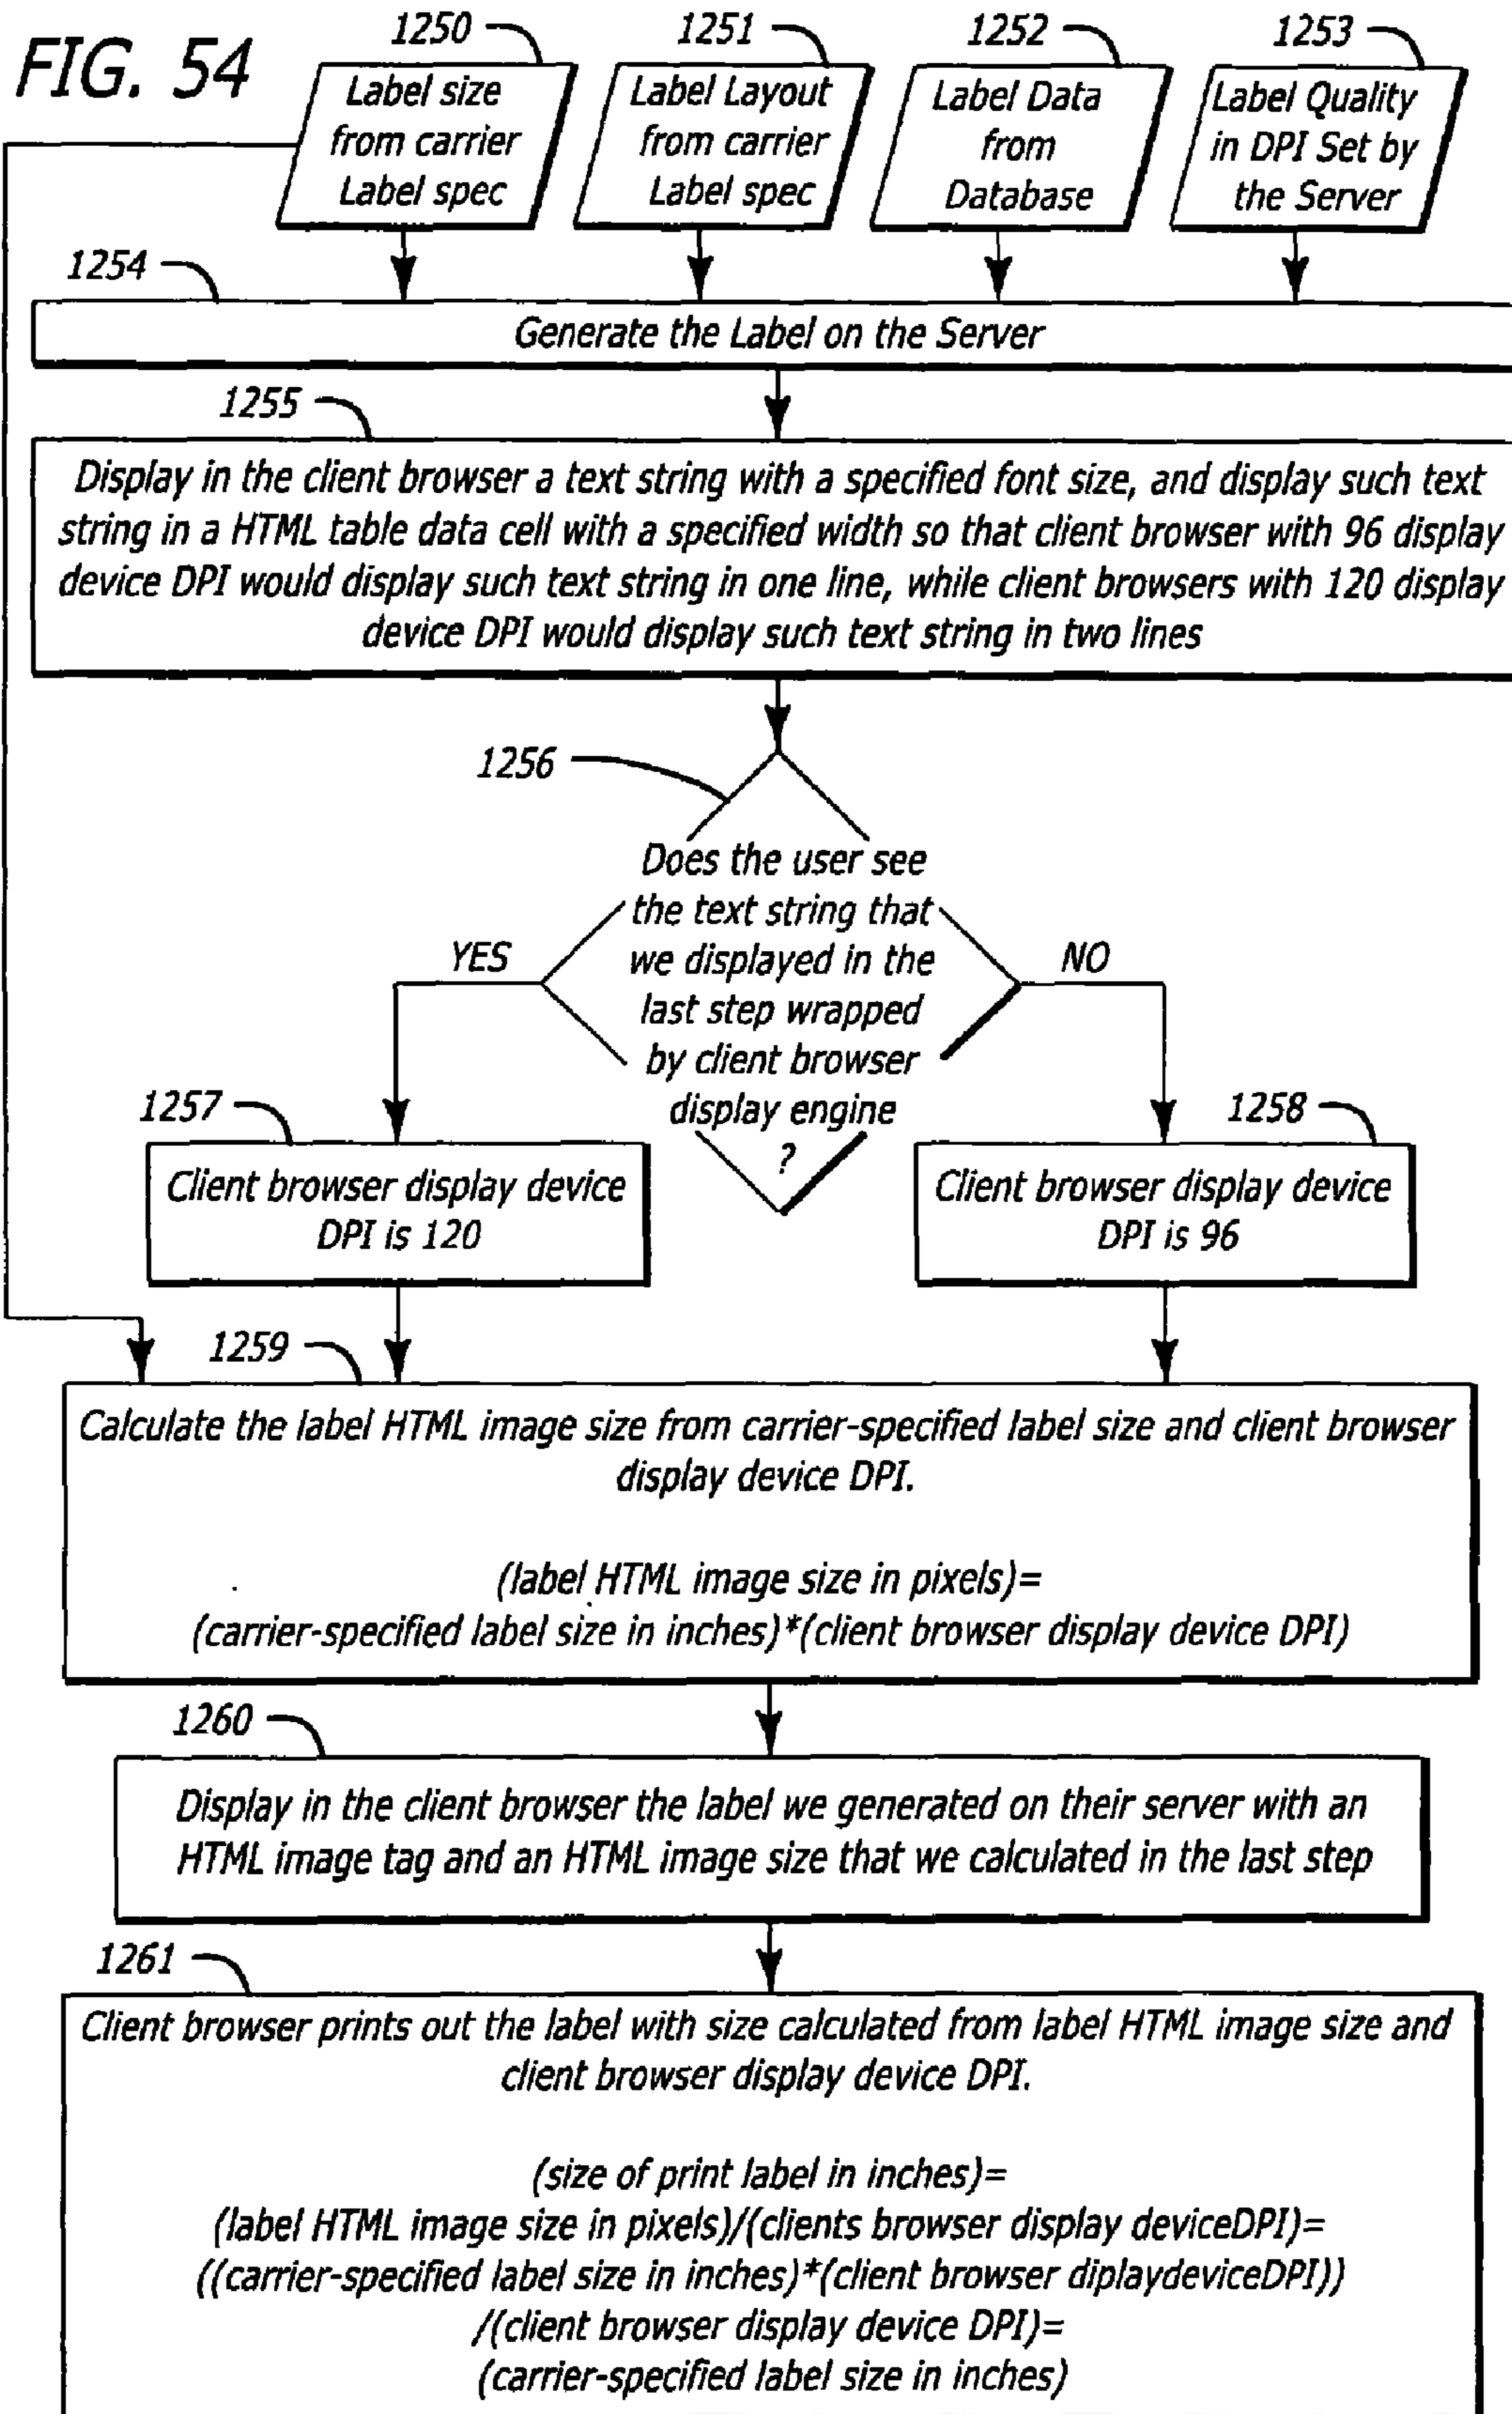 FIG. 54
1250
1251
1252
1253
Label size
from carrier
Label spec
Label Layout
from carrier
Label spec
Label Data
from
Database
Label Quality
in DPI Set by
the Server
1254
Generate the Label on the Server
1255
Display in the client browser a text string with a specified font size, and display such text
string in a HTML table data cell with a specified width so that client browser with 96 display
device DPI would display such text string in one line, while client browsers with 120 display
device DPI would display such text string in two lines
1256
Does the user see
the text string that
we displayed in the
last step wrapped
by client browser
display engine
?
YES
NO
1257
Client browser display device
DPI is 120
1258
Client browser display device
DPI is 96
1259
Calculate the label HTML image size from carrier-specified label size and client browser
display device DPI.
(label HTML image size in pixels)=
(carrier-specified label size in inches)*(client browser display device DPI)
1260
Display in the client browser the label we generated on their server with an
HTML image tag and an HTML image size that we calculated in the last step
1261
Client browser prints out the label with size calculated from label HTML image size and
client browser display device DPI.
(size of print label in inches)=
(label HTML image size in pixels)/(clients browser display deviceDPI)=
((carrier-specified label size in inches)*(client browser diplaydeviceDPI))
/(client browser display device DPI)=
(carrier-specified label size in inches)